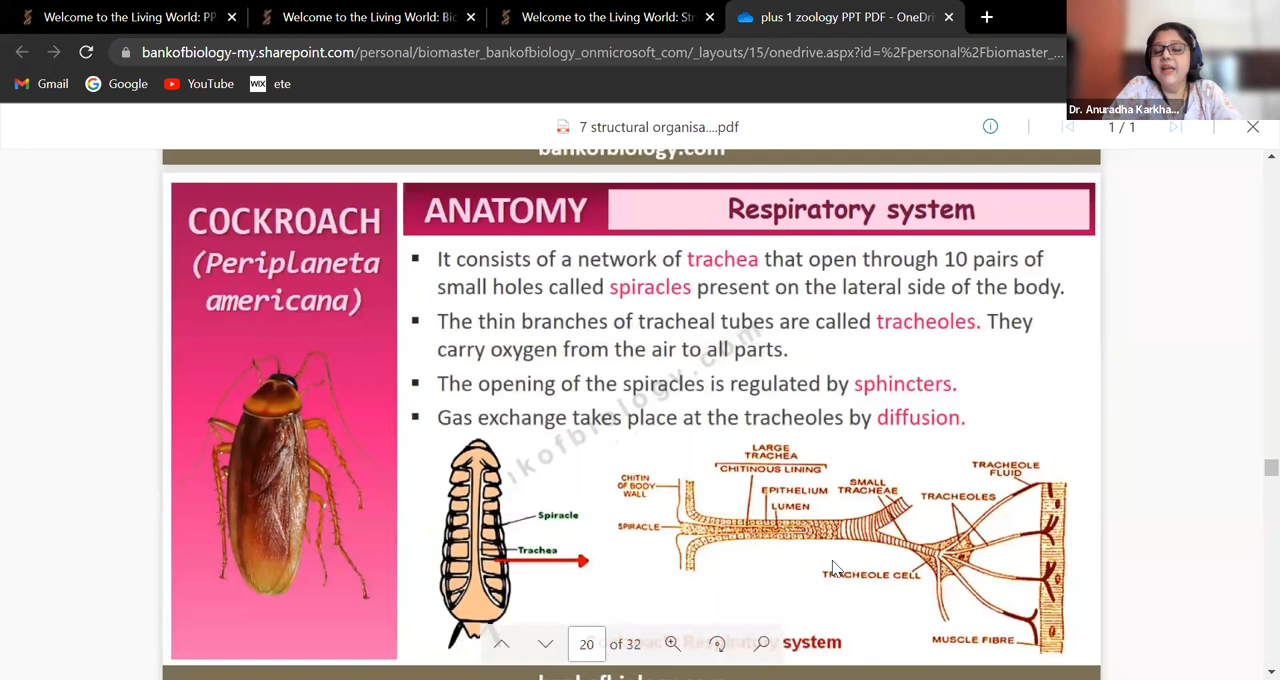 Welcome to the Living World: PP
Welcome to the Living World: Bio
Welcome to the Living World: Str
plus 1 zoology PPT PDF - OneDri
bankofbiology-my.sharepoint.com/personal/biomaster_bankofbiology_onmicrosoft_com/_layouts/15/onedrive.aspx?id=%2Fpersonal%2Fbiomaster_...
Gmail
Google
YouTube
WIX
ete
Dr. Anuradha Karkha...
7 structural organisa....pdf
1 / 1
bankofbiology.com
COCKROACH
(Periplaneta
americana)
ANATOMY
Respiratory system
▪ It consists of a network of trachea that open through 10 pairs of
small holes called spiracles present on the lateral side of the body.
▪ The thin branches of tracheal tubes are called tracheoles. They
carry oxygen from the air to all parts.
▪ The opening of the spiracles is regulated by sphincters.
▪ Gas exchange takes place at the tracheoles by diffusion.
nkofbiology.com
Spiracle
Trachea
LARGE
TRACHEA
CHITINOUS LINING
CHITIN
OF BODY
WALL
EPITHELIUM
LUMEN
SPIRACLE
SMALL
TRACHEAE
TRACHEOLES
TRACHEOLE
FLUID
TRACHEOLE CELL
MUSCLE FIBRE
20 of 32
Respiratory system